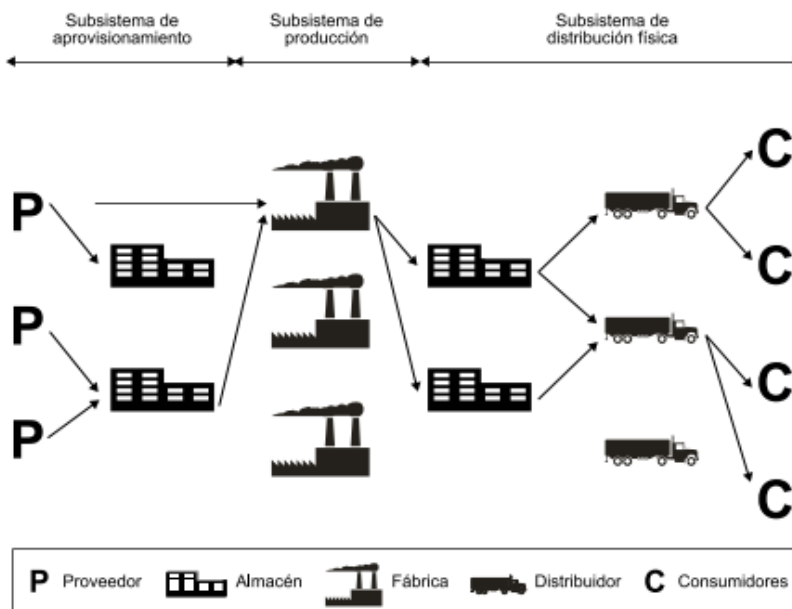 Subsistema de
aprovisionamiento
Subsistema de
producción
Subsistema de
distribución física
C
P
C
P
C
P
C
P Proveedor Almacén Fábrica Distribuidor C Consumidores